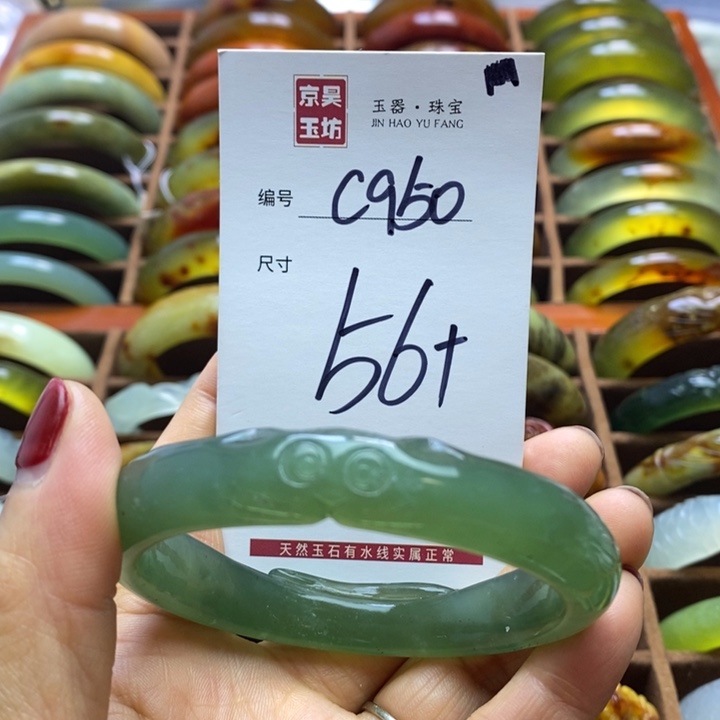 京昊
玉坊
玉器·珠宝
JIN HAO YU FANG
编号 C950
尺寸
56+
天然玉石有水线实属正常